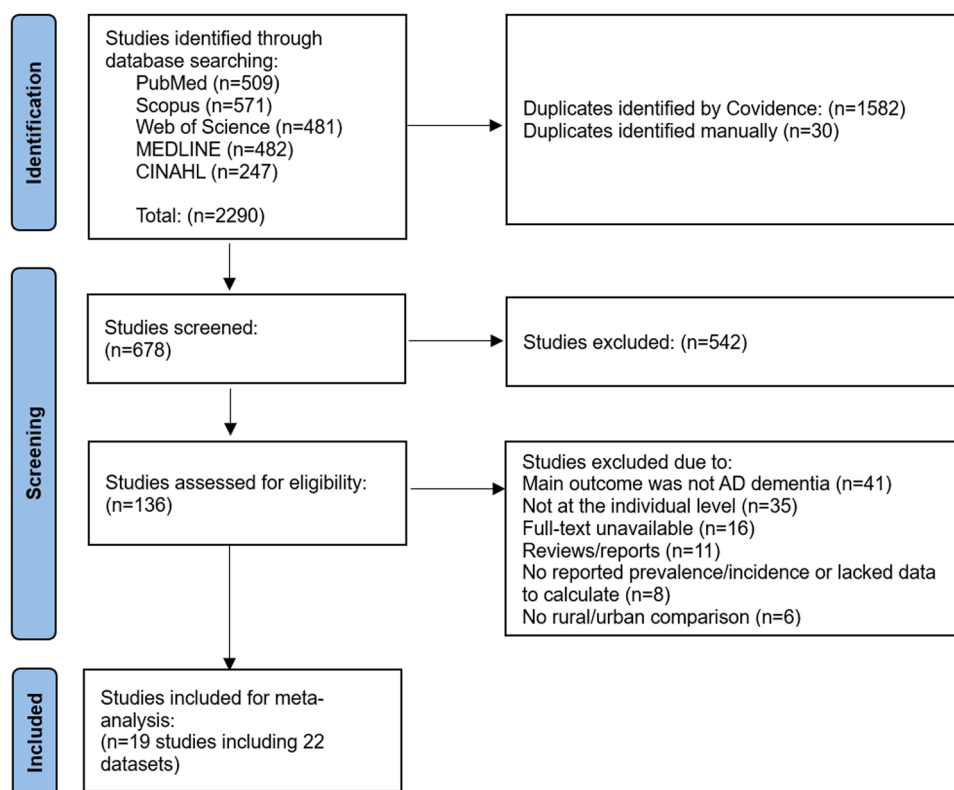 Identification
Studies identified through
database searching:
PubMed (n=509)
Scopus (n=571)
Web of Science (n=481)
MEDLINE (n=482)
CINAHL (n=247)
Total: (n=2290)
Duplicates identified by Covidence: (n=1582)
Duplicates identified manually (n=30)
Screening
Studies screened:
(n=678)
Studies excluded: (n=542)
Studies assessed for eligibility:
(n=136)
Studies excluded due to:
Main outcome was not AD dementia (n=41)
Not at the individual level (n=35)
Full-text unavailable (n=16)
Reviews/reports (n=11)
No reported prevalence/incidence or lacked data
to calculate (n=8)
No rural/urban comparison (n=6)
Included
Studies included for meta-
analysis:
(n=19 studies including 22
datasets)